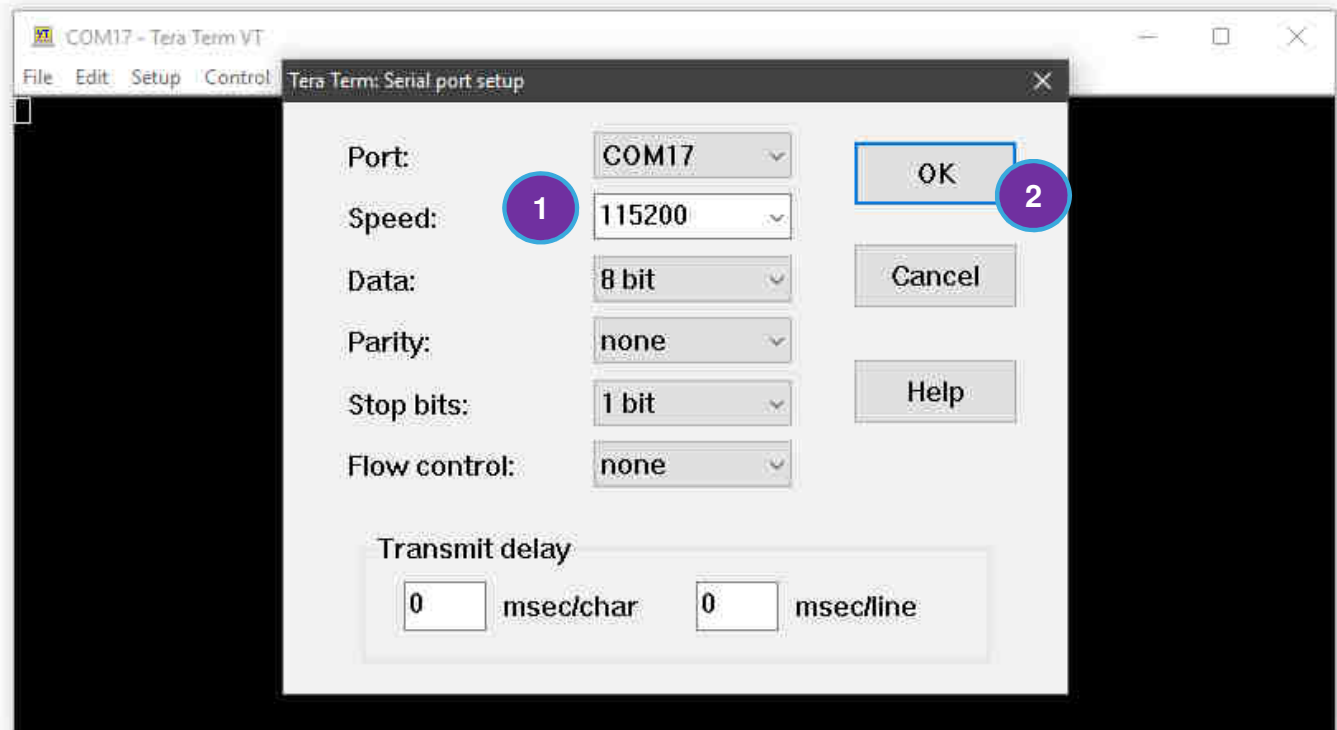 COM17 - Tera Term VT
File Edit Setup Control
Tera Term: Serial port setup
Port: COM17
OK
1
2
Speed: 115200
Data: 8 bit
Cancel
Parity: none
Stop bits: 1 bit
Help
Flow control: none
Transmit delay
0 msec/char 0 msec/line